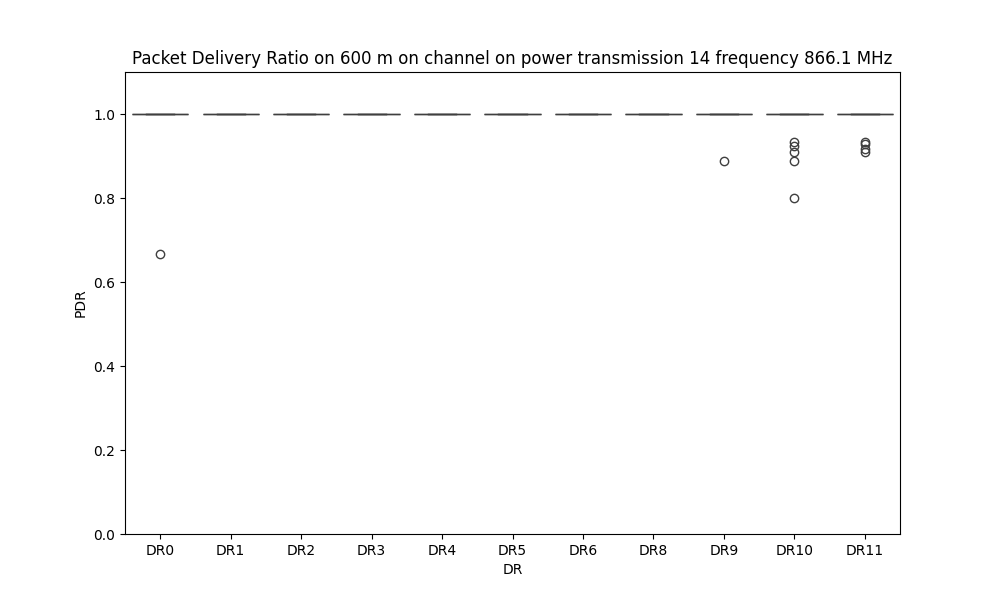 Packet Delivery Ratio on 600 m on channel on power transmission 14 frequency 866.1 MHz
1.0
0.8
0.6
0.4
0.2
0.0
PDR
DR0 DR1 DR2 DR3 DR4 DR5 DR6 DR8 DR9 DR10 DR11
DR